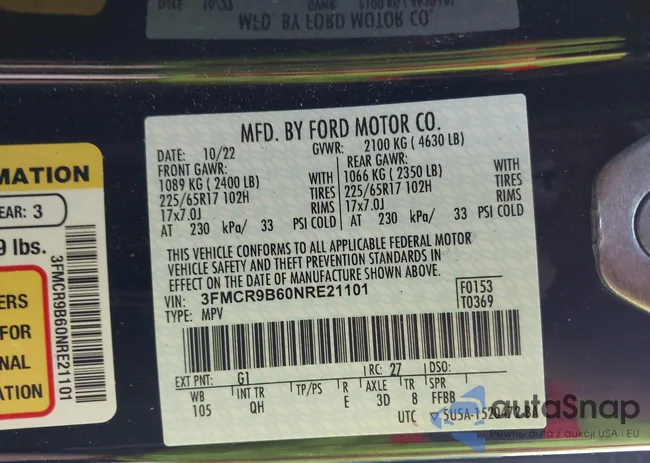 MFD. BY FORD MOTOR CO.
MATION
EAR: 3
9 lbs.
ERS
FOR
NAL
TATION
3FMCR9B60NRE21101
MFD. BY FORD MOTOR CO.
DATE: 10/22 GVWR: 2100 KG ( 4630 LB)
FRONT GAWR: REAR GAWR:
1089 KG ( 2400 LB) WITH 1066 KG ( 2350 LB) WITH
225/65R17 102H TIRES 225/65R17 102H TIRES
17x7.0J RIMS 17x7.0J RIMS
AT 230 kPa/ 33 PSI COLD AT 230 kPa/ 33 PSI COLD
THIS VEHICLE CONFORMS TO ALL APPLICABLE FEDERAL MOTOR
VEHICLE SAFETY AND THEFT PREVENTION STANDARDS IN
EFFECT ON THE DATE OF MANUFACTURE SHOWN ABOVE.
VIN: 3FMCR9B60NRE21101 F0153
TYPE: MPV T0369
EXT PNT: G1 RC: 27 DSO:
WB INT TR TP/PS R AXLE TR SPR
105 QH E 3D 8 FFBB
UTC
autoSnap
Pewne auta z aukcji USA i EU